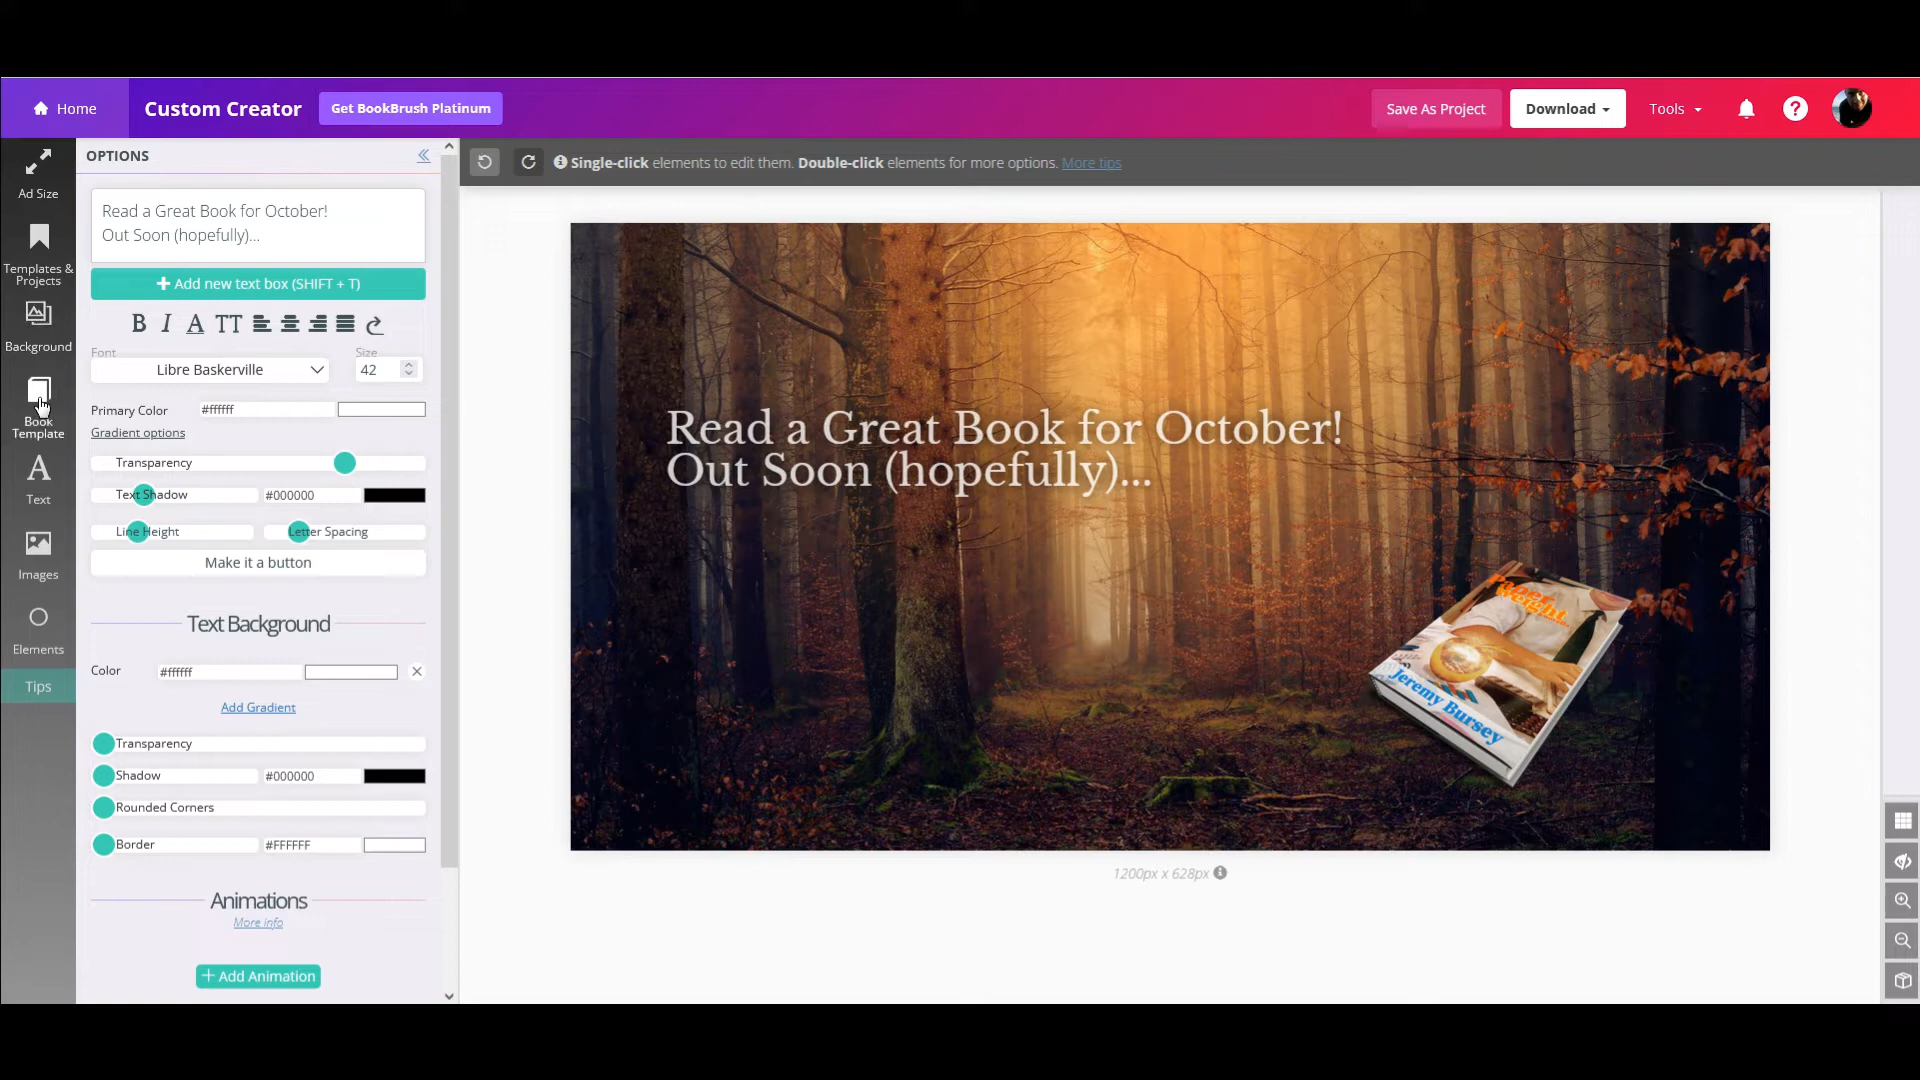 Home
Custom Creator
Get BookBrush Platinum
Save As Project
Download
Tools
?
Ad Size
Templates &
Projects
Background
Book
Template
Text
Images
Elements
Tips
OPTIONS
Read a Great Book for October!
Out Soon (hopefully)...
+ Add new text box (SHIFT + T)
B I A TT
Font
Libre Baskerville
Size
42
Primary Color
#ffffff
Gradient options
Transparency
Text Shadow
#000000
Line Height
Letter Spacing
Make it a button
Text Background
Color
#ffffff
Add Gradient
Transparency
Shadow
#000000
Rounded Corners
Border
#FFFFFF
Animations
More info
+ Add Animation
Single-click elements to edit them. Double-click elements for more options. More tips
Read a Great Book for October!
Out Soon (hopefully)...
Paper
Weight
Jeremy Bursey
1200px x 628px